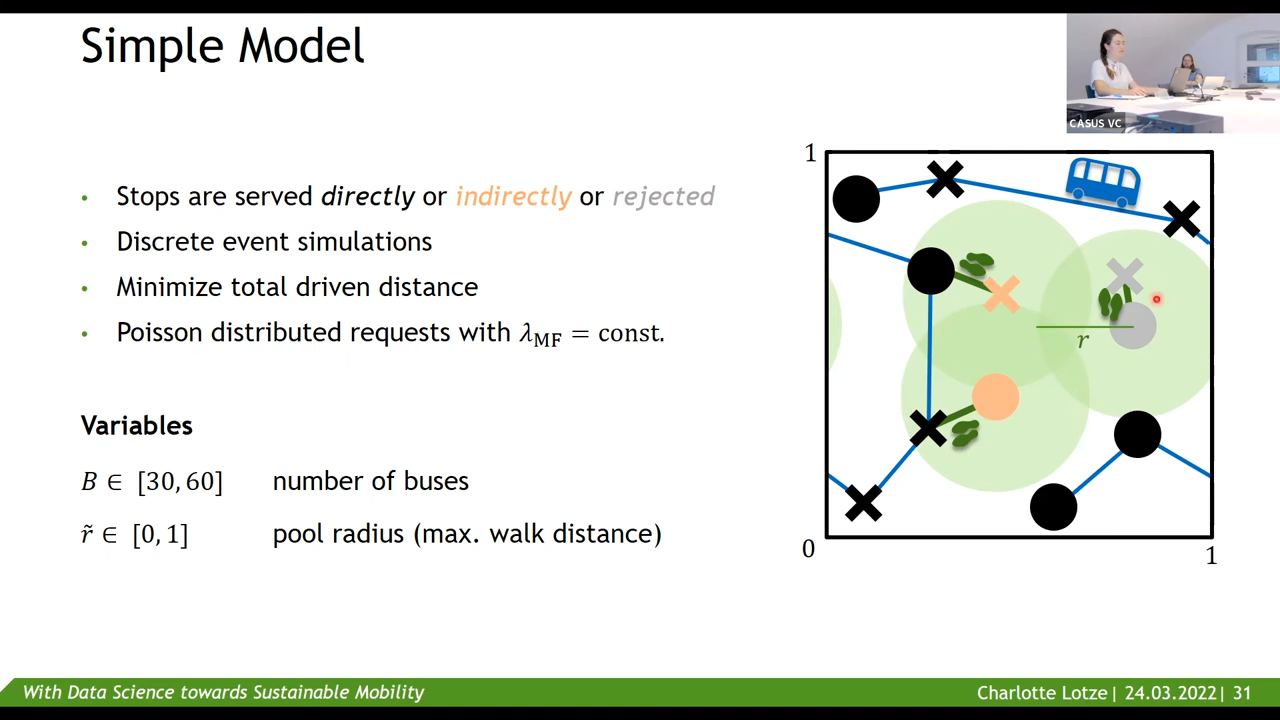 Simple Model
CASUS VC
• Stops are served directly or indirectly or rejected
• Discrete event simulations
• Minimize total driven distance
• Poisson distributed requests with λ_MF = const.
Variables
B ∈ [30, 60] number of buses
r̃ ∈ [0, 1] pool radius (max. walk distance)
1
r
0
1
With Data Science towards Sustainable Mobility
Charlotte Lotze| 24.03.2022| 31